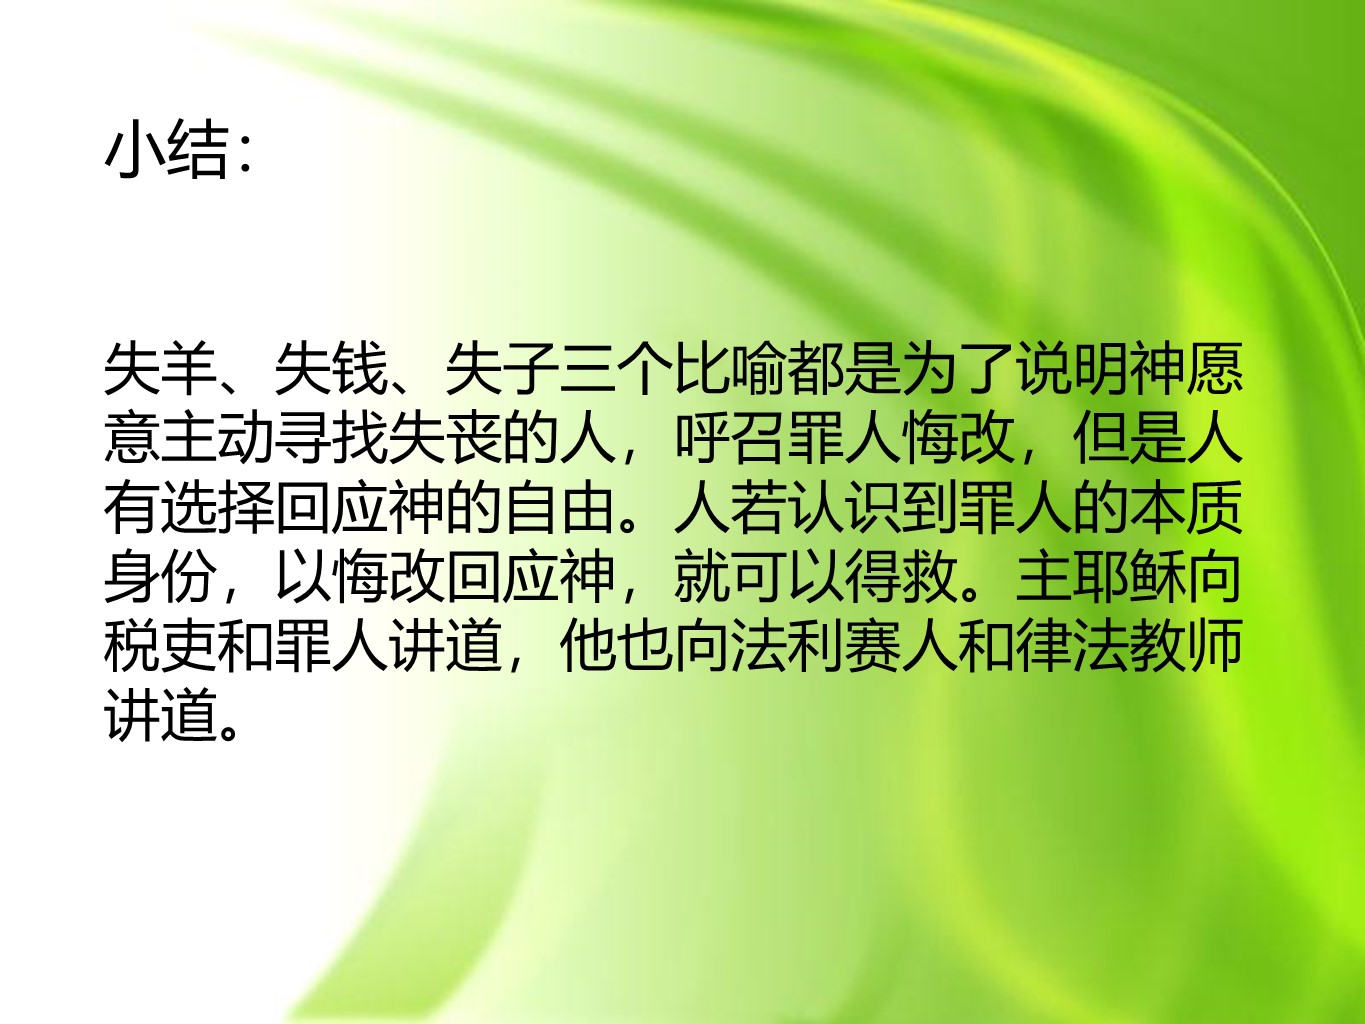 小结：
失羊、失钱、失子三个比喻都是为了说明神愿
意主动寻找失丧的人，呼召罪人悔改，但是人
有选择回应神的自由。人若认识到罪人的本质
身份，以悔改回应神，就可以得救。主耶稣向
税吏和罪人讲道，他也向法利赛人和律法教师
讲道。